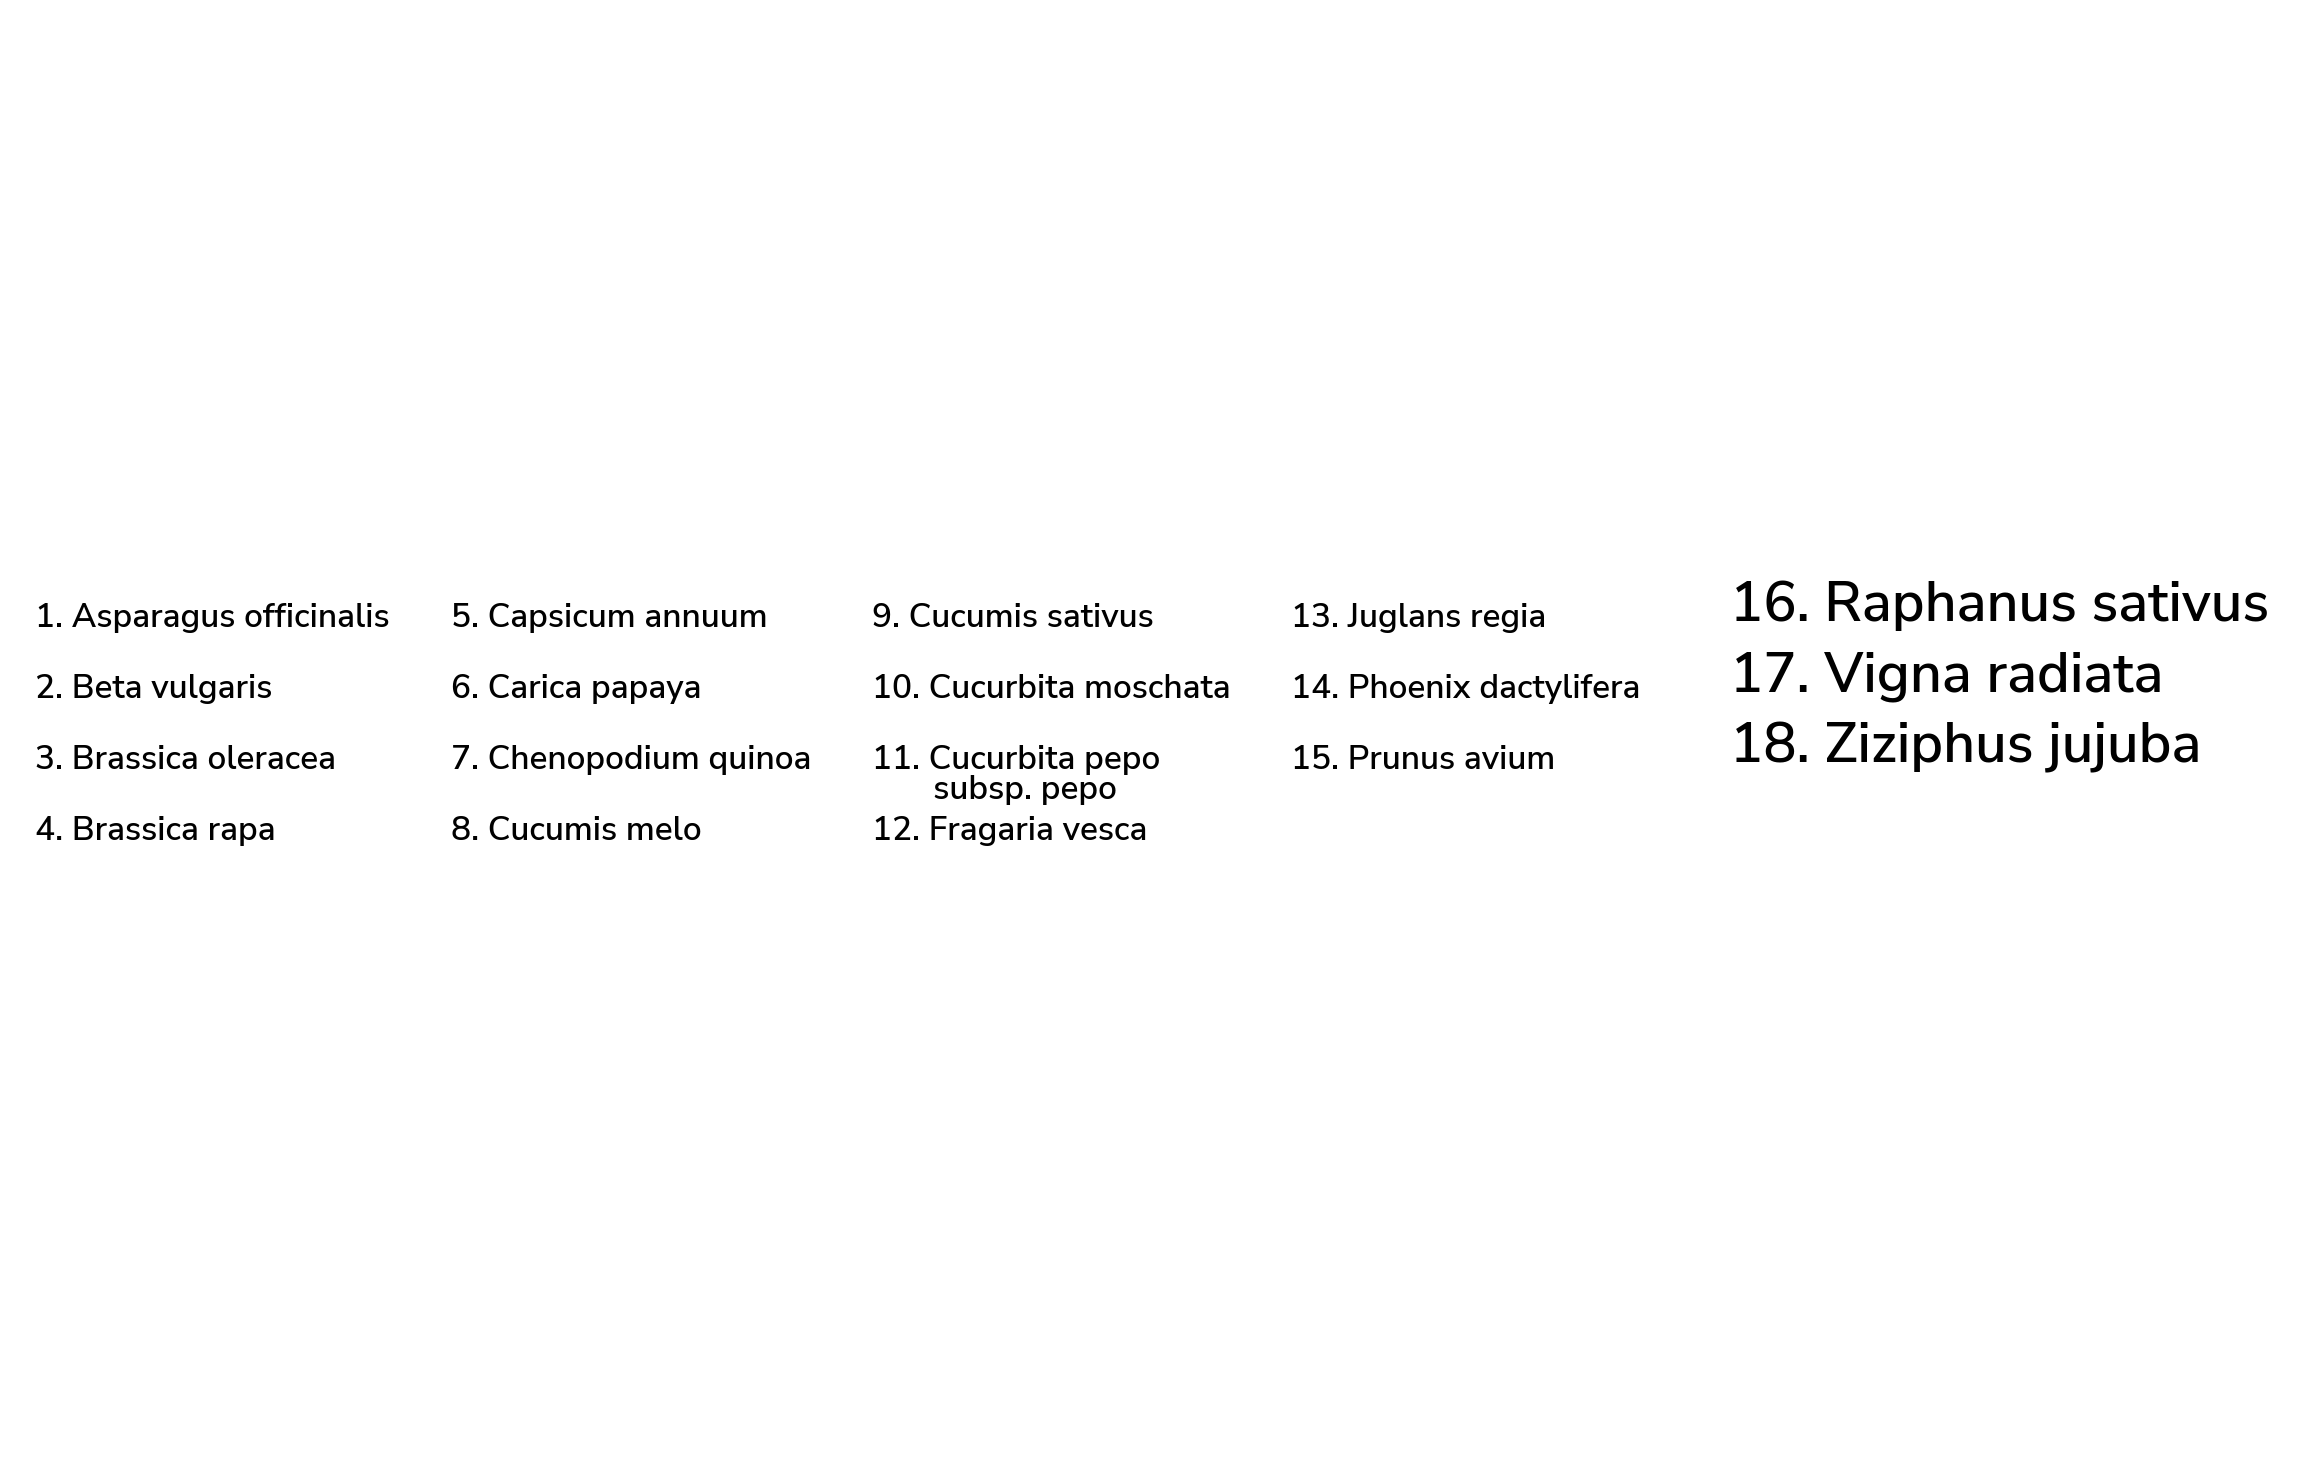 1. Asparagus officinalis
2. Beta vulgaris
3. Brassica oleracea
4. Brassica rapa
5. Capsicum annuum
6. Carica papaya
7. Chenopodium quinoa
8. Cucumis melo
9. Cucumis sativus
10. Cucurbita moschata
11. Cucurbita pepo
subsp. pepo
12. Fragaria vesca
13. Juglans regia
14. Phoenix dactylifera
15. Prunus avium
16. Raphanus sativus
17. Vigna radiata
18. Ziziphus jujuba